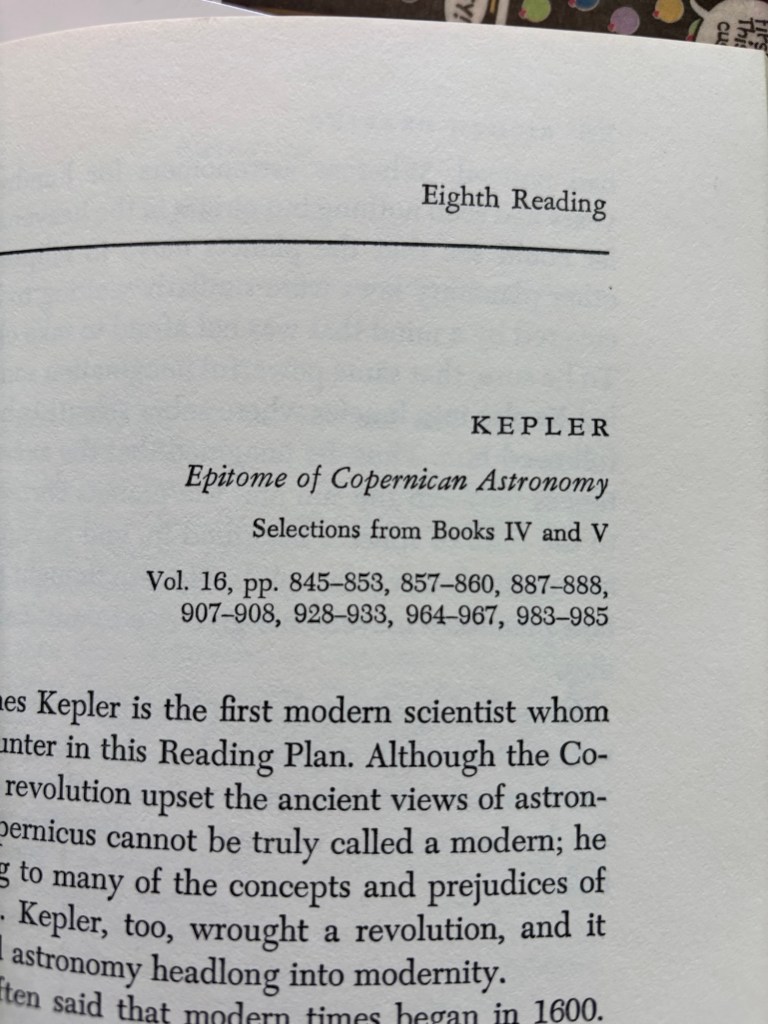 Eighth Reading
KEPLER
Epitome of Copernican Astronomy
Selections from Books IV and V
Vol. 16, pp. 845–853, 857–860, 887–888,
907–908, 928–933, 964–967, 983–985
Kepler is the first modern scientist whom
in this Reading Plan. Although the Co-
revolution upset the ancient views of astron-
cannot be truly called a modern; he
to many of the concepts and prejudices of
Kepler, too, wrought a revolution, and it
astronomy headlong into modernity.
said that modern times began in 1600.